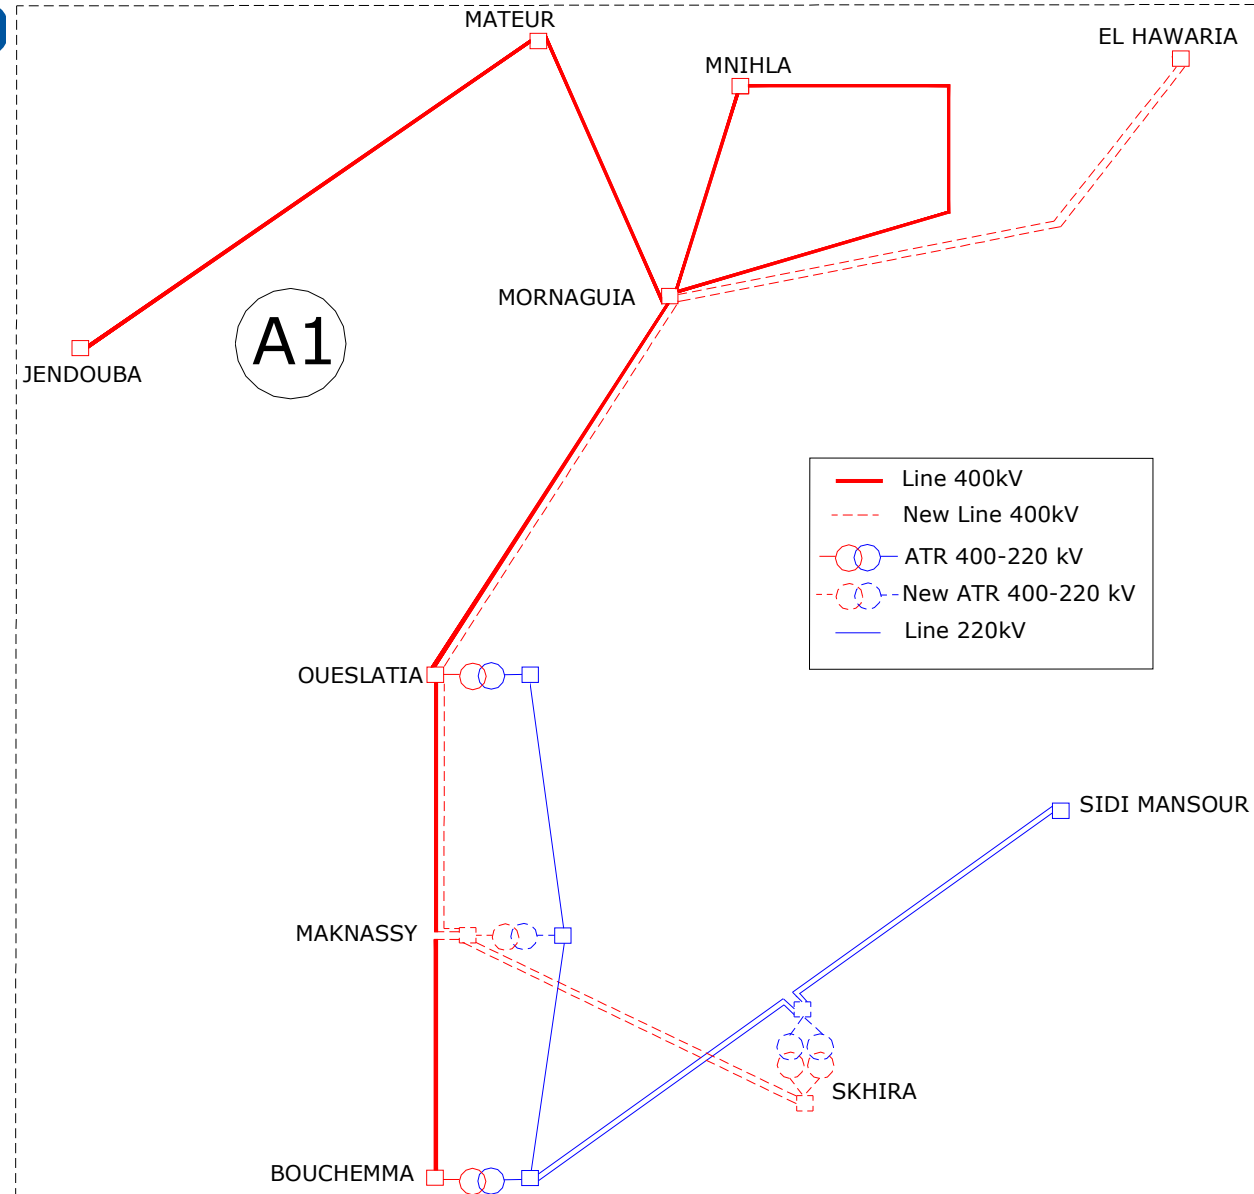 MATEUR
EL HAWARIA
MNIHLA
MORNAGUIA
A1
JENDOUBA
Line 400kV
New Line 400kV
ATR 400-220 kV
New ATR 400-220 kV
Line 220kV
OUESLATIA
SIDI MANSOUR
MAKNASSY
SKHIRA
BOUCHEMMA